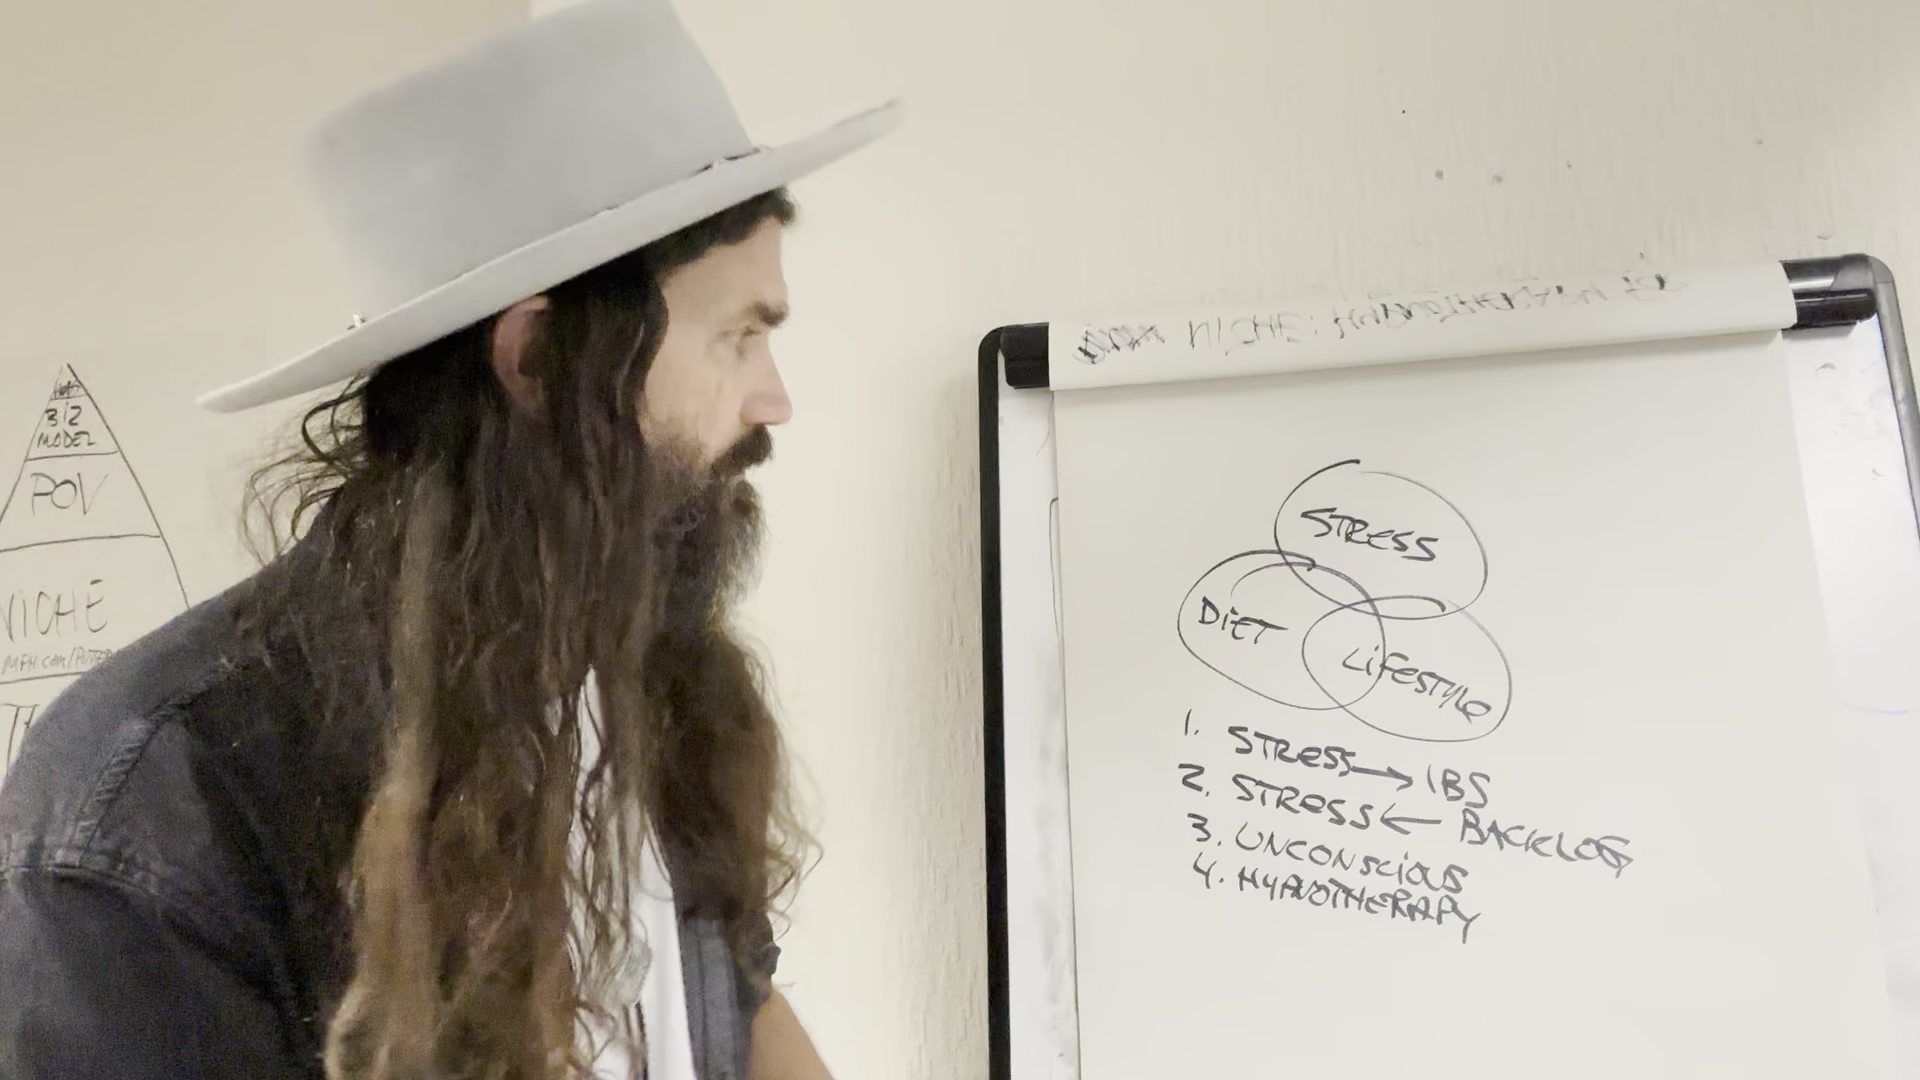 BIZ
MODEL
POV
NICHE
NICHE: HYPNOTHERAPY
STRESS
DIET
LIFESTYLE
1. STRESS → IBS
2. STRESS ← BACKLOG
3. UNCONSCIOUS
4. HYPNOTHERAPY